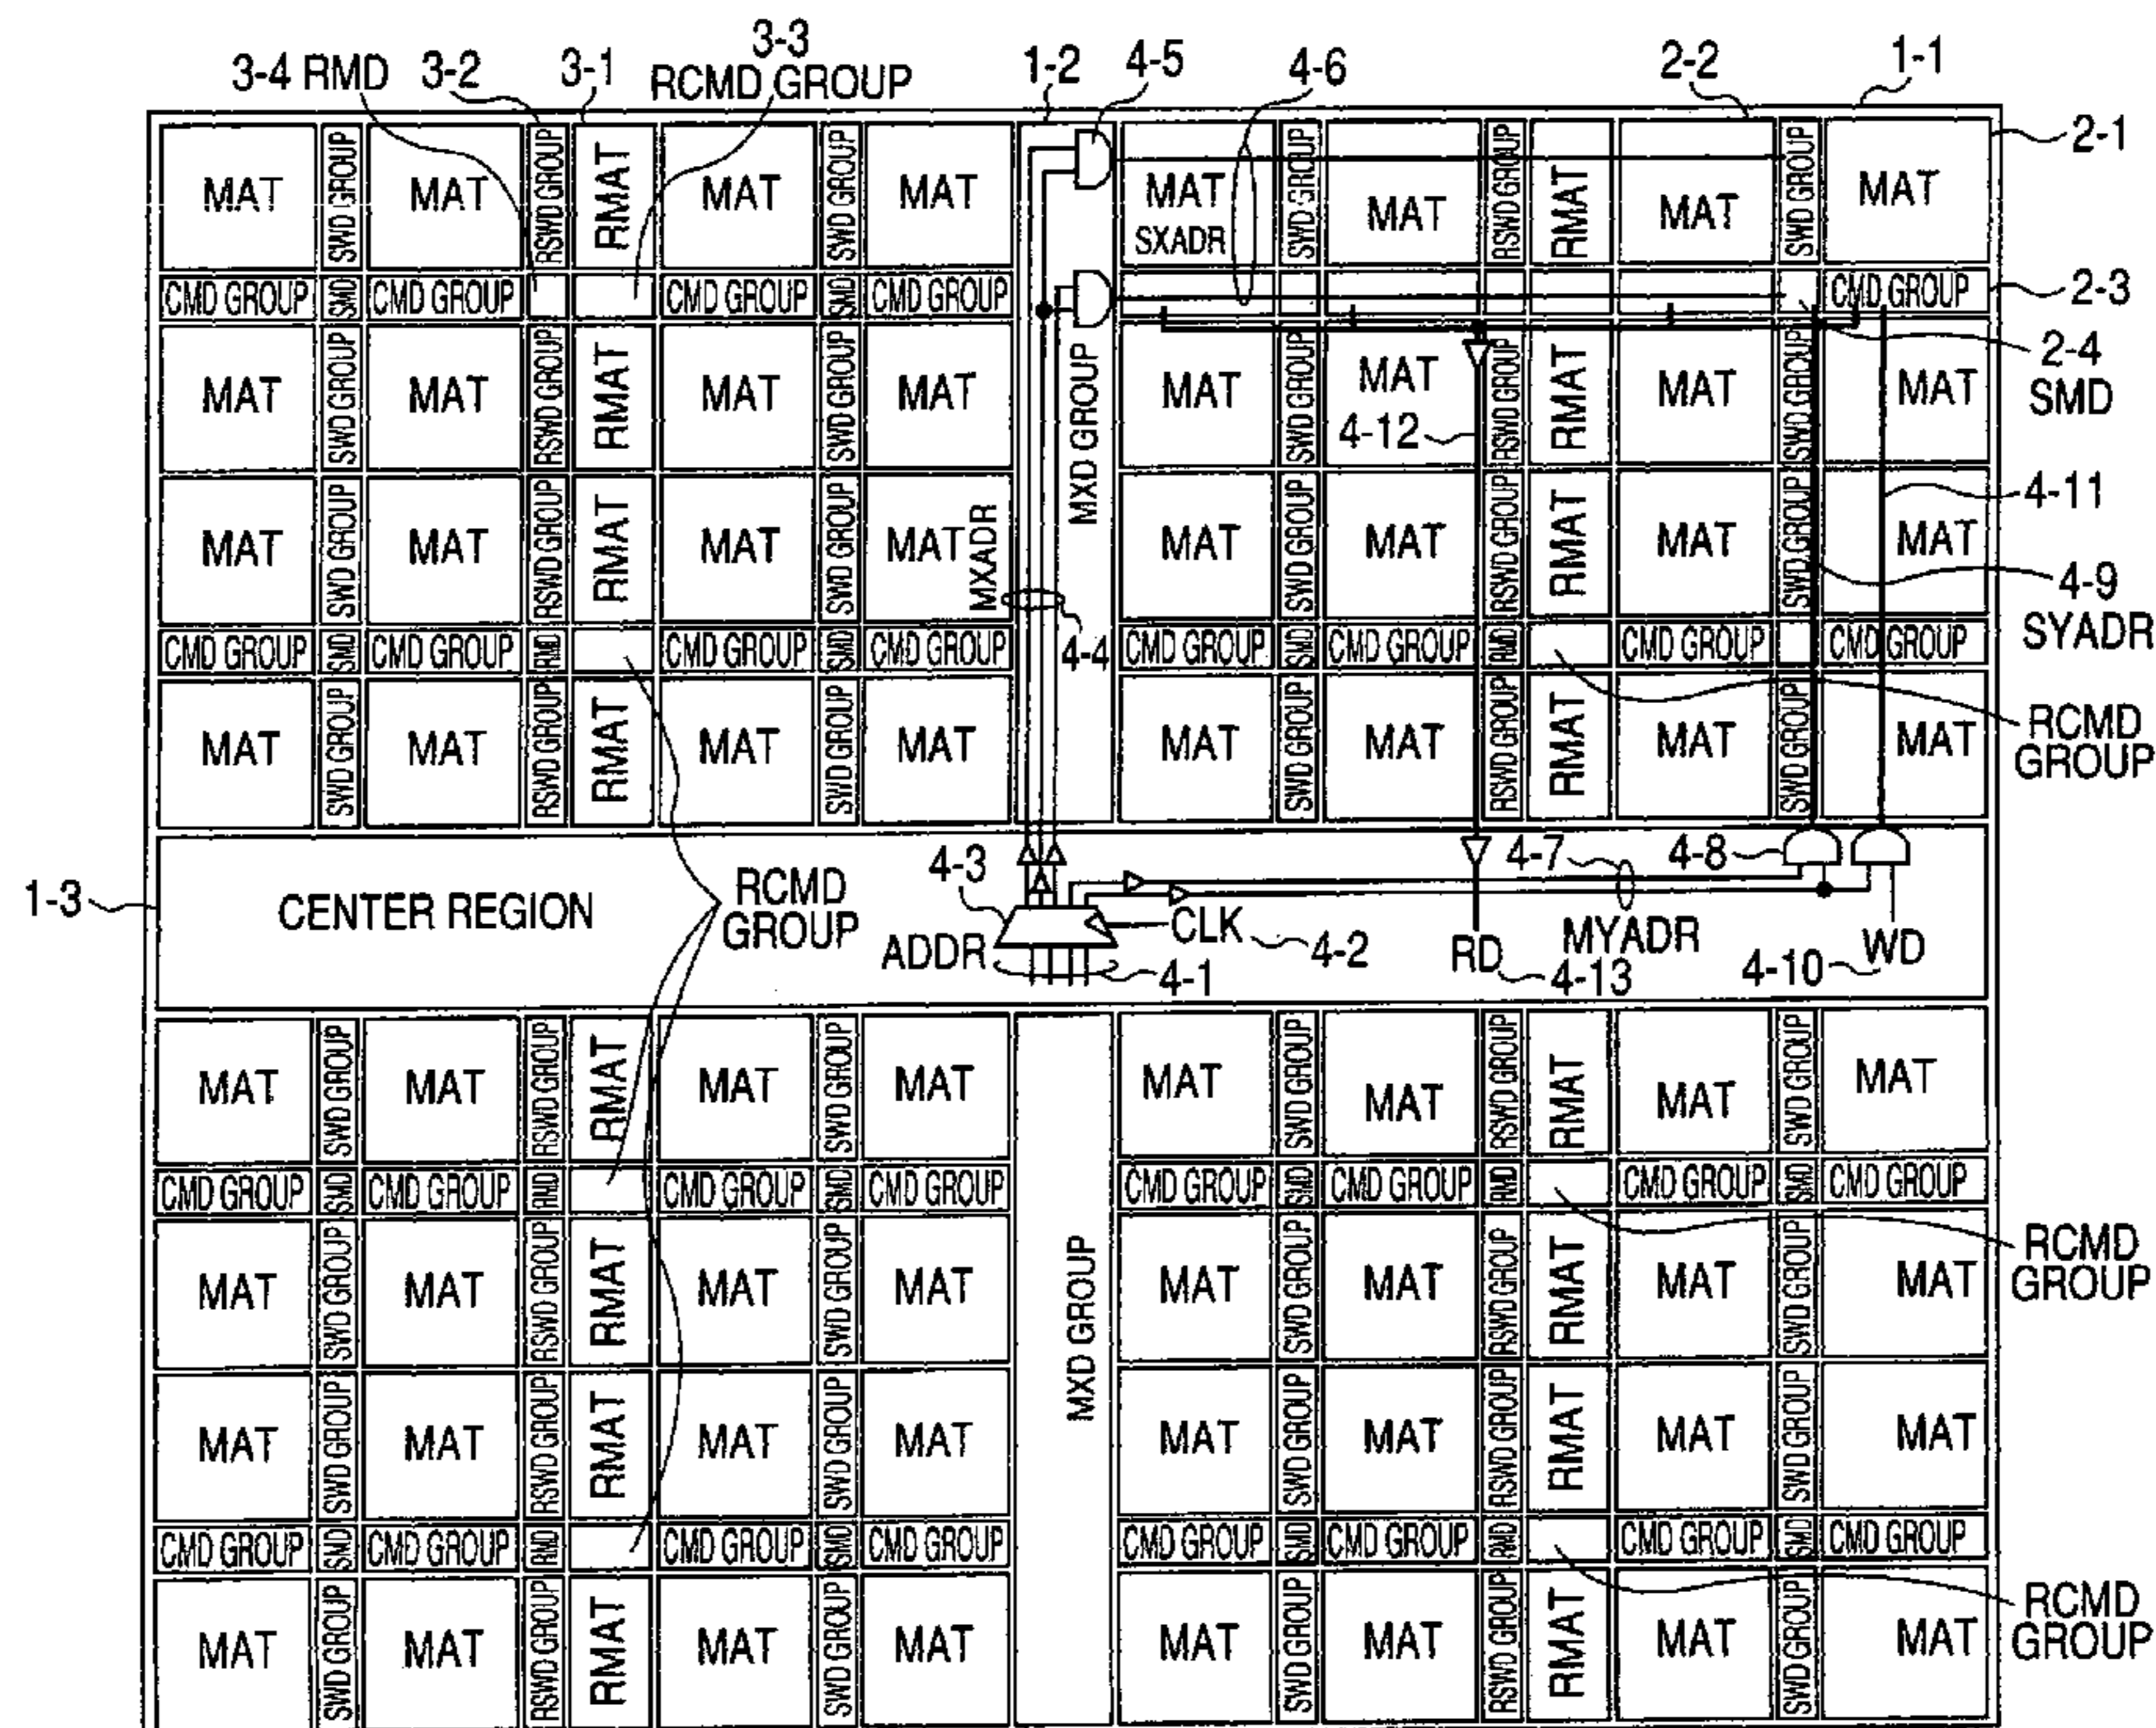 3-4 RMD 3-2 3-1 3-3 1-2 4-5 4-6 2-2 1-1
RCMD GROUP
MAT SWD GROUP MAT RSWD GROUP RMAT MAT SWD GROUP MAT MAT SWD GROUP MAT RSWD GROUP RMAT MAT SWD GROUP MAT 2-1
SXADR
CMD GROUP SMD CMD GROUP CMD GROUP SMD CMD GROUP CMD GROUP 2-3
MAT SWD GROUP MAT RSWD GROUP RMAT MAT SWD GROUP MAT MXD GROUP MAT SWD GROUP MAT RSWD GROUP RMAT MAT SWD GROUP MAT 2-4
SMD
4-12
MAT SWD GROUP MAT RSWD GROUP RMAT MAT SWD GROUP MAT MXADR MAT SWD GROUP MAT RSWD GROUP RMAT MAT SWD GROUP MAT 4-11
4-9
SYADR
CMD GROUP SMD CMD GROUP RMD CMD GROUP SMD CMD GROUP 4-4 CMD GROUP SMD CMD GROUP RMD CMD GROUP CMD GROUP
MAT SWD GROUP MAT RSWD GROUP RMAT MAT SWD GROUP MAT MAT SWD GROUP MAT RSWD GROUP RMAT MAT SWD GROUP MAT
RCMD
GROUP
1-3 CENTER REGION
RCMD
GROUP
4-3 4-7 4-8
ADDR 4-1
CLK 4-2
RD 4-13
MYADR
4-10 WD
MAT SWD GROUP MAT RSWD GROUP RMAT MAT SWD GROUP MAT MAT SWD GROUP MAT RSWD GROUP RMAT MAT SWD GROUP MAT
CMD GROUP SMD CMD GROUP RMD CMD GROUP SMD CMD GROUP CMD GROUP SMD CMD GROUP RMD CMD GROUP SMD CMD GROUP
MAT SWD GROUP MAT RSWD GROUP RMAT MAT SWD GROUP MAT MXD GROUP MAT SWD GROUP MAT RSWD GROUP RMAT MAT SWD GROUP MAT
RCMD
GROUP
MAT SWD GROUP MAT RSWD GROUP RMAT MAT SWD GROUP MAT MAT SWD GROUP MAT RSWD GROUP RMAT MAT SWD GROUP MAT
CMD GROUP SMD CMD GROUP RMD CMD GROUP SMD CMD GROUP CMD GROUP SMD CMD GROUP RMD CMD GROUP SMD CMD GROUP
MAT SWD GROUP MAT RSWD GROUP RMAT MAT SWD GROUP MAT MAT SWD GROUP MAT RSWD GROUP RMAT MAT SWD GROUP MAT
RCMD
GROUP